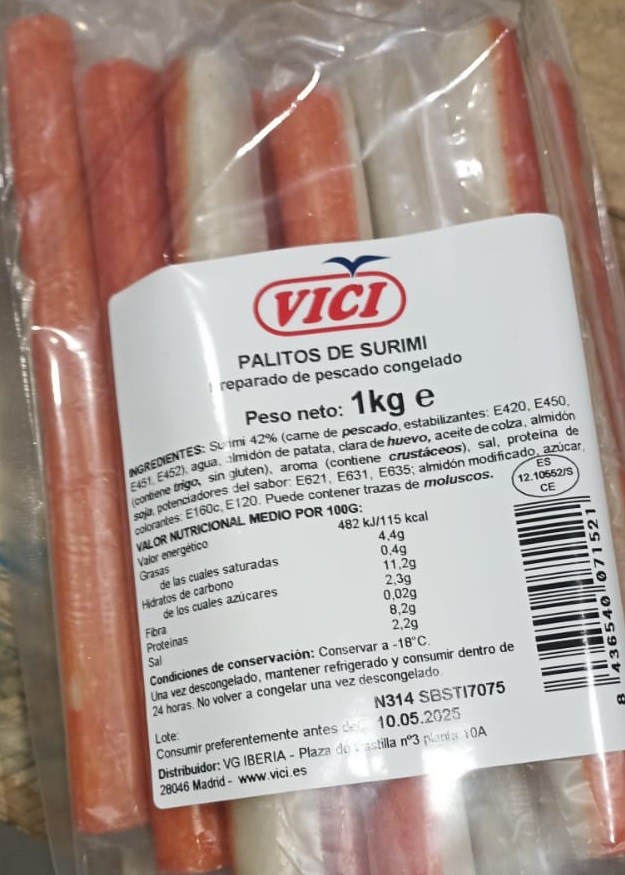 VICI
PALITOS DE SURIMI
Preparado de pescado congelado
Peso neto: 1kg e
INGREDIENTES: Surimi 42% (carne de pescado, estabilizantes: E420, E450,
E451, E452), agua, almidón de patata, clara de huevo, aceite de colza, almidón
(contiene trigo, sin gluten), aroma (contiene crustáceos), sal, proteína de
soja, potenciadores del sabor: E621, E631, E635; almidón modificado, azúcar,
colorantes: E160c, E120. Puede contener trazas de moluscos.
ES
12.10552/S
CE
VALOR NUTRICIONAL MEDIO POR 100G:
Valor energético 482 kJ/115 kcal
Grasas 4,4g
de las cuales saturadas 0,4g
Hidratos de carbono 11,2g
de los cuales azúcares 2,3g
Fibra 0,02g
Proteínas 8,2g
Sal 2,2g
Condiciones de conservación: Conservar a -18°C.
Una vez descongelado, mantener refrigerado y consumir dentro de
24 horas. No volver a congelar una vez descongelado.
Lote: N314 SBSTI7075
Consumir preferentemente antes del: 10.05.2025
Distribuidor: VG IBERIA - Plaza de Castilla nº3 planta 10A
28046 Madrid - www.vici.es
8 436540 071521